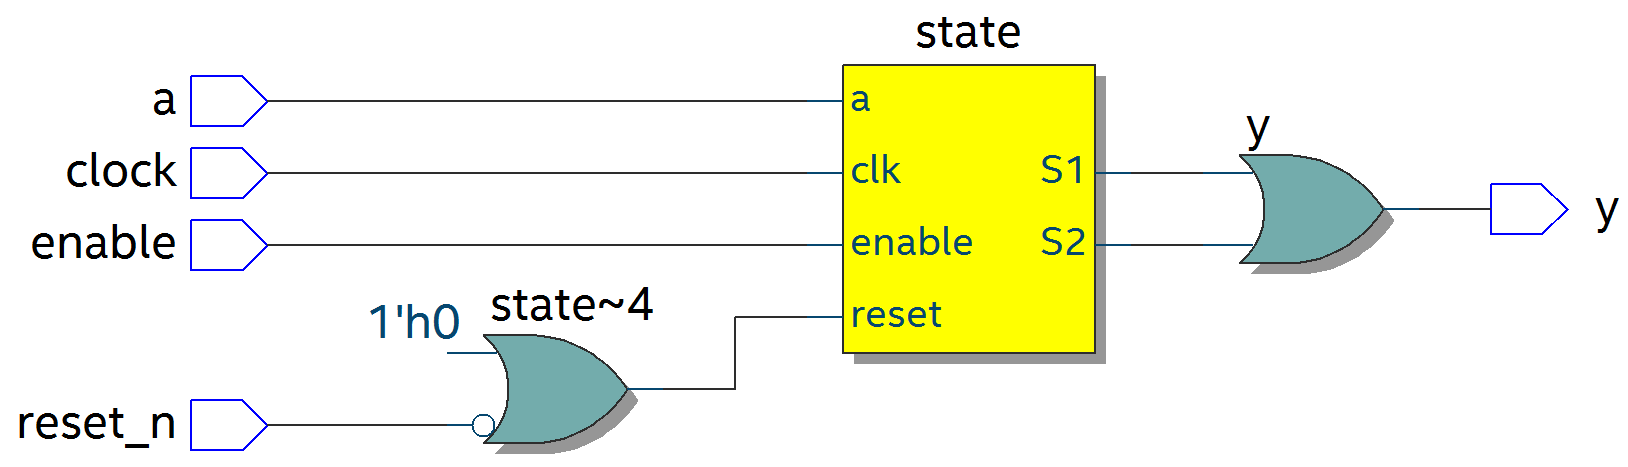 state
a
a
y
clock
clk
S1
y
enable
enable
S2
1'h0
state~4
reset
reset_n